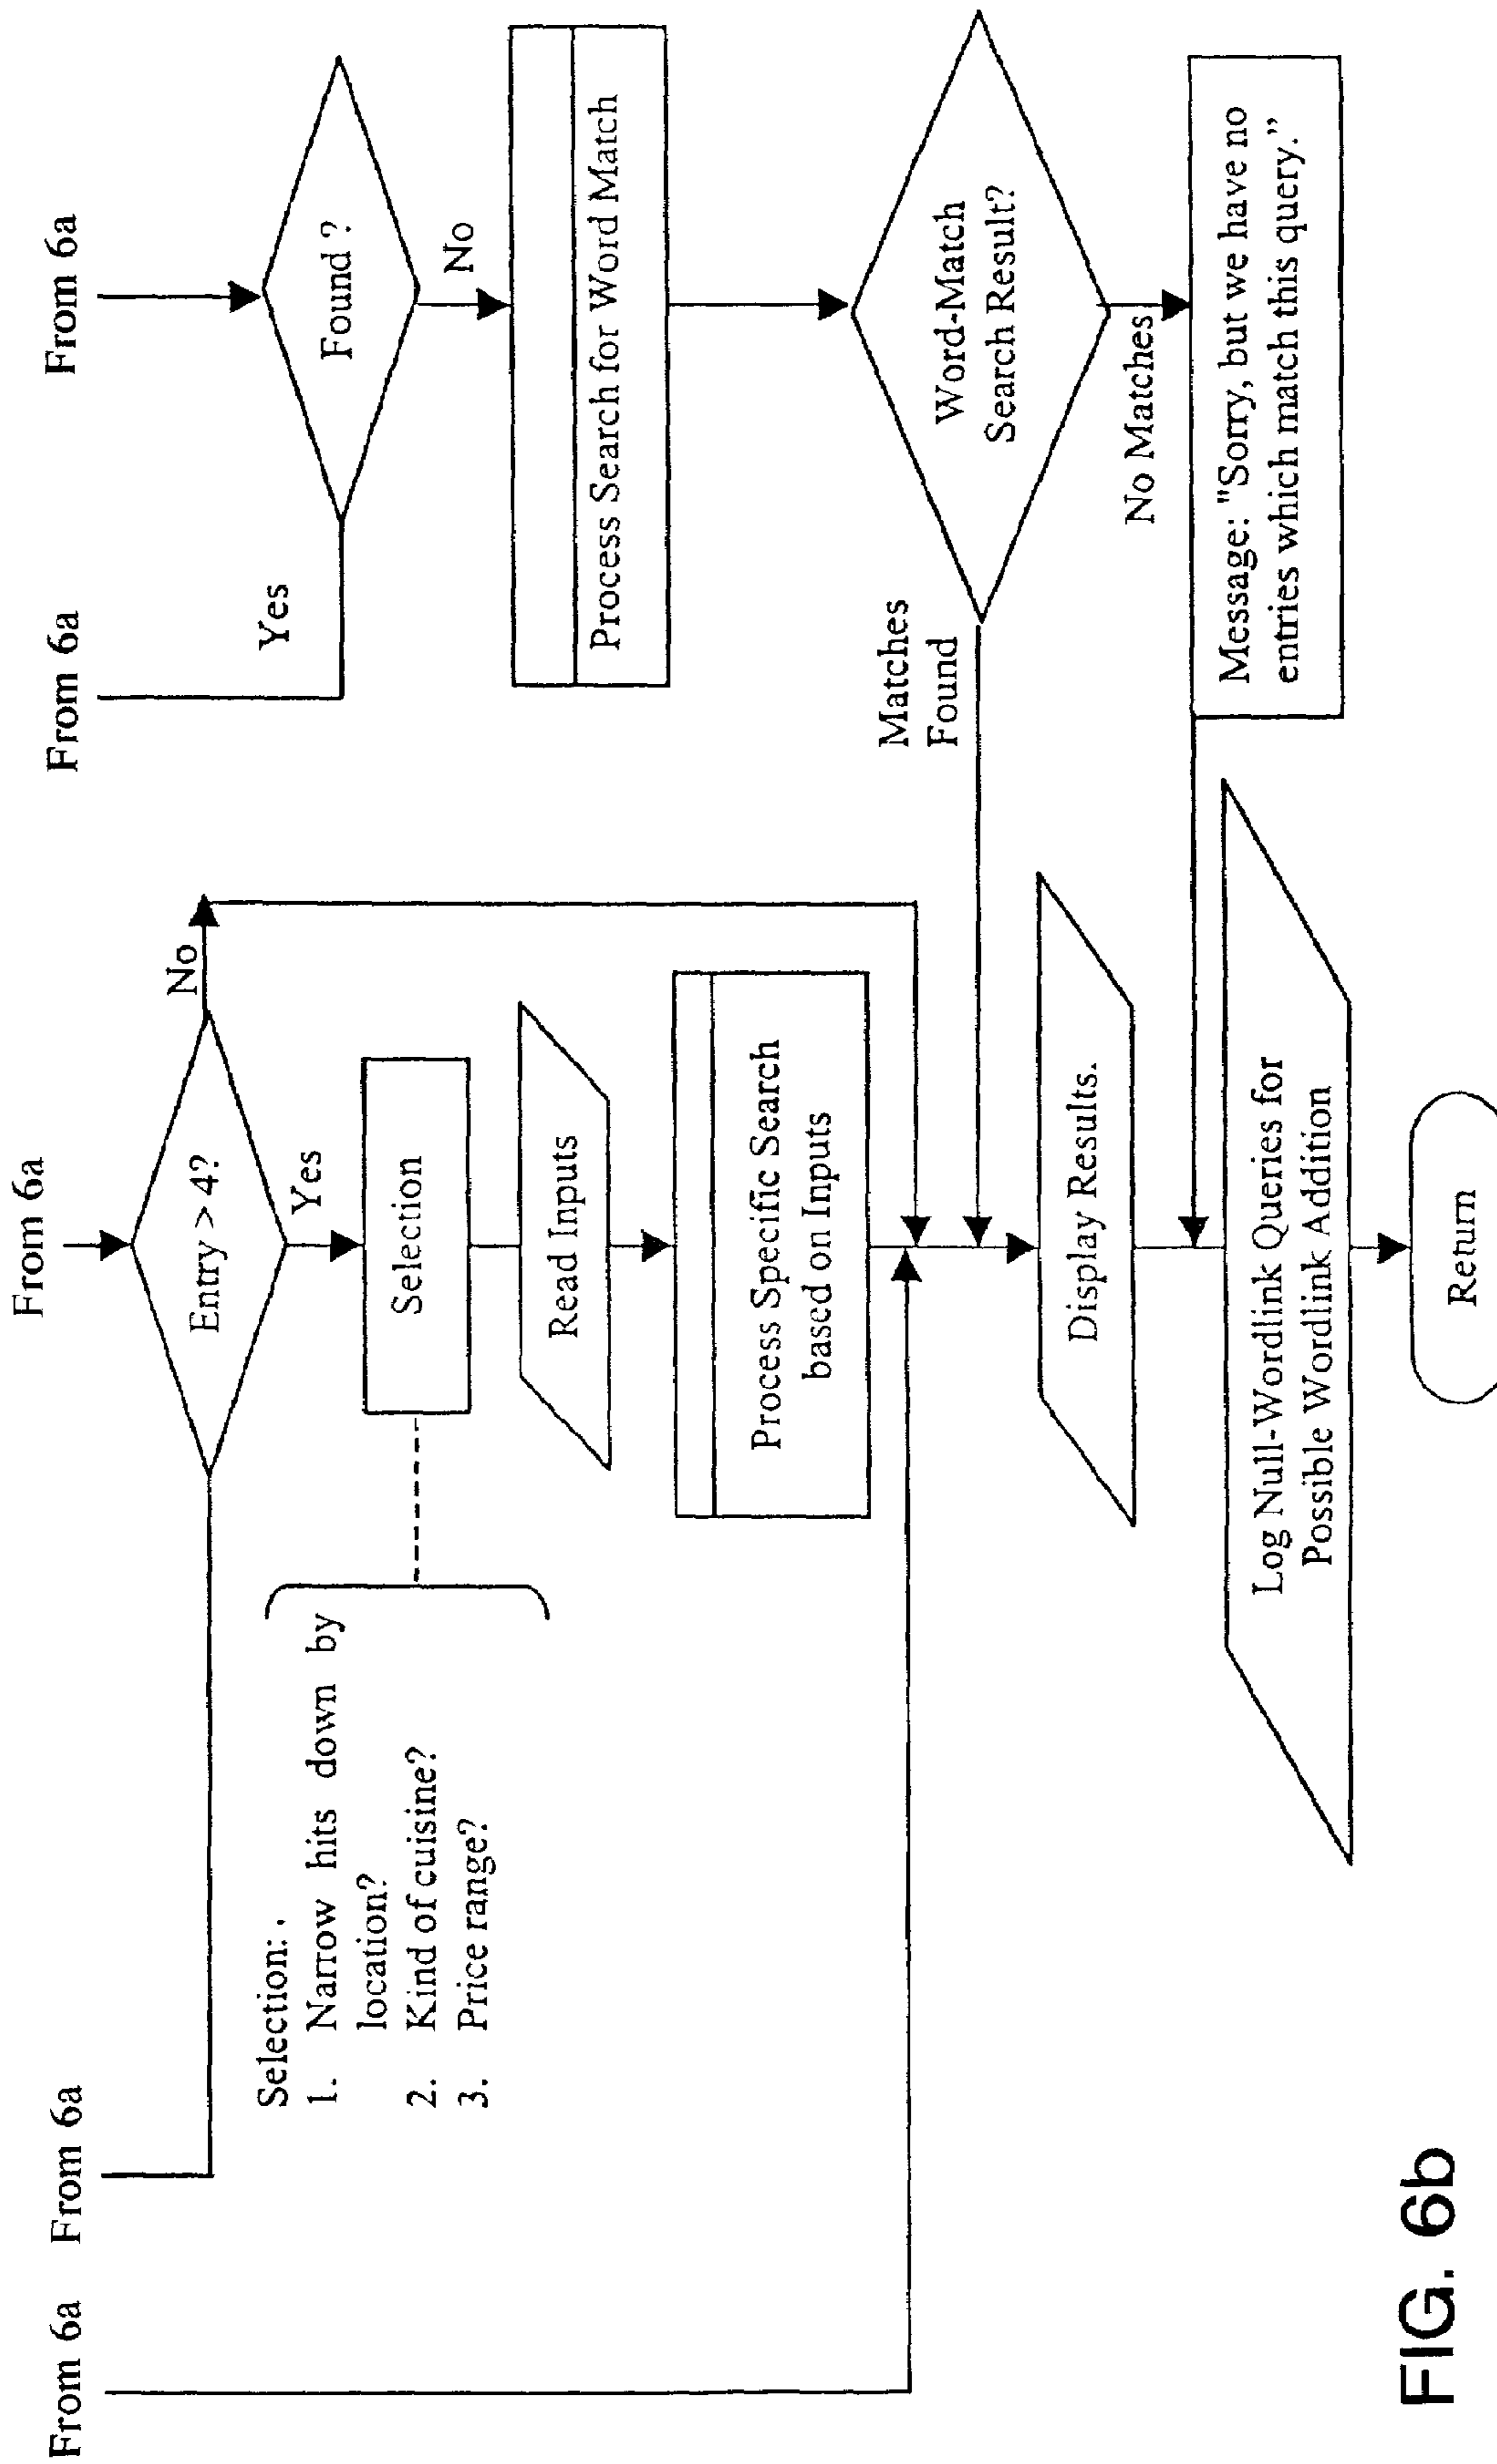 From 6a
From 6a
From 6a
From 6a
From 6a
Entry > 4?
No
Yes
Selection
Selection: .
1. Narrow hits down by
location?
2. Kind of cuisine?
3. Price range?
Read Inputs
Process Specific Search
based on Inputs
Yes
Found ?
No
Process Search for Word Match
Word-Match
Search Result?
Matches
Found
No Matches
Message: "Sorry, but we have no
entries which match this query.”
Display Results.
Log Null-Wordlink Queries for
Possible Wordlink Addition
Return
FIG. 6b